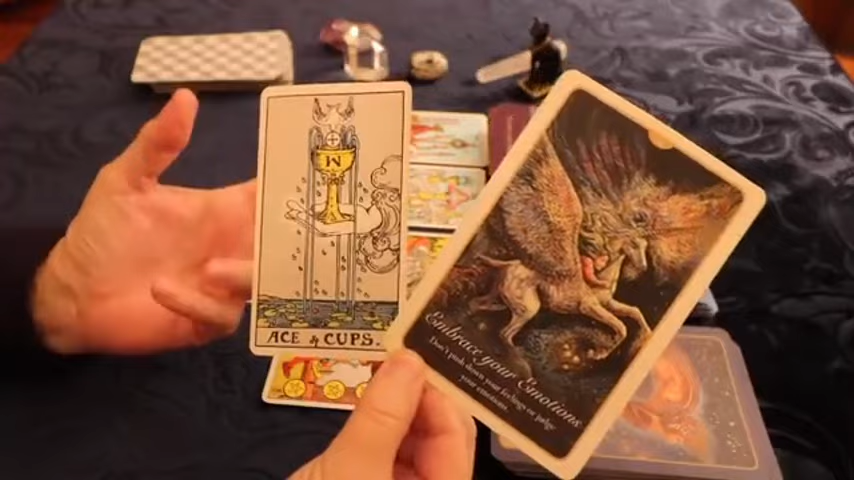 ACE of CUPS.
Embrace your Emotions
Don't push down your feelings or judge
your emotions.